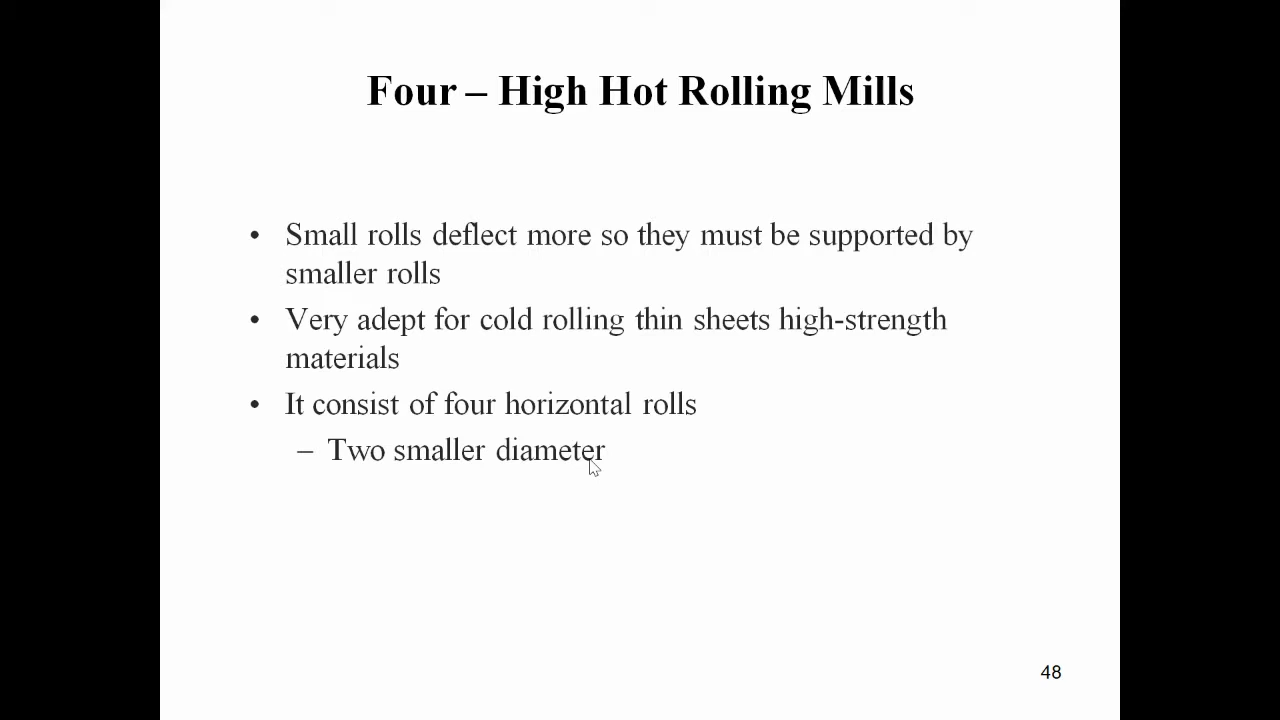 Four – High Hot Rolling Mills
• Small rolls deflect more so they must be supported by
smaller rolls
• Very adept for cold rolling thin sheets high-strength
materials
• It consist of four horizontal rolls
– Two smaller diameter
48